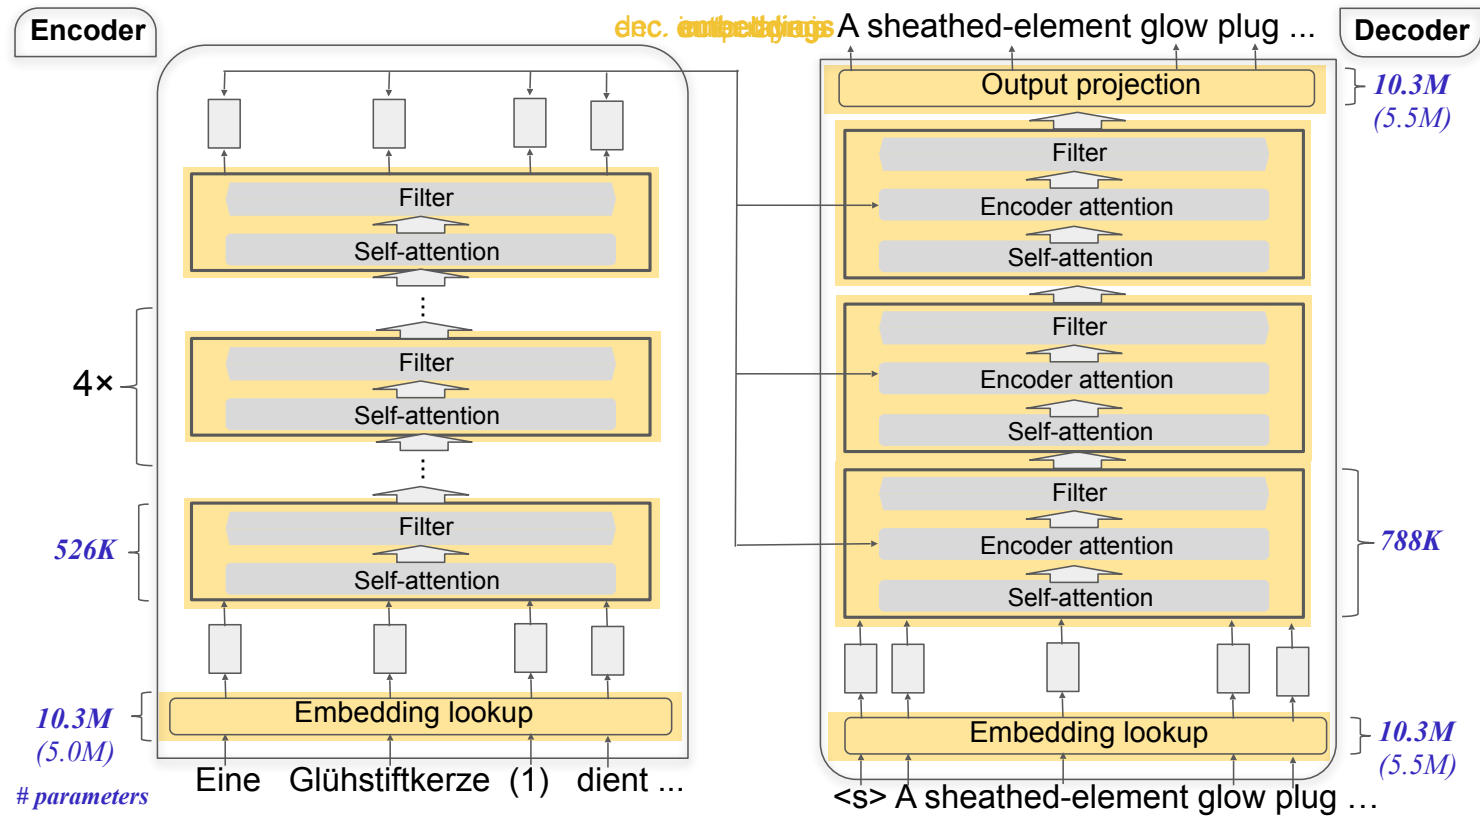 Encoder
A sheathed-element glow plug ...
Decoder
Output projection
10.3M
(5.5M)
Filter
Encoder attention
Self-attention
Filter
Encoder attention
Self-attention
Filter
Encoder attention
Self-attention
788K
Embedding lookup
10.3M
(5.5M)
<s> A sheathed-element glow plug ...
Filter
Self-attention
...
4×
Filter
Self-attention
...
526K
Filter
Self-attention
10.3M
(5.0M)
Embedding lookup
Eine Glühstiftkerze (1) dient ...
# parameters